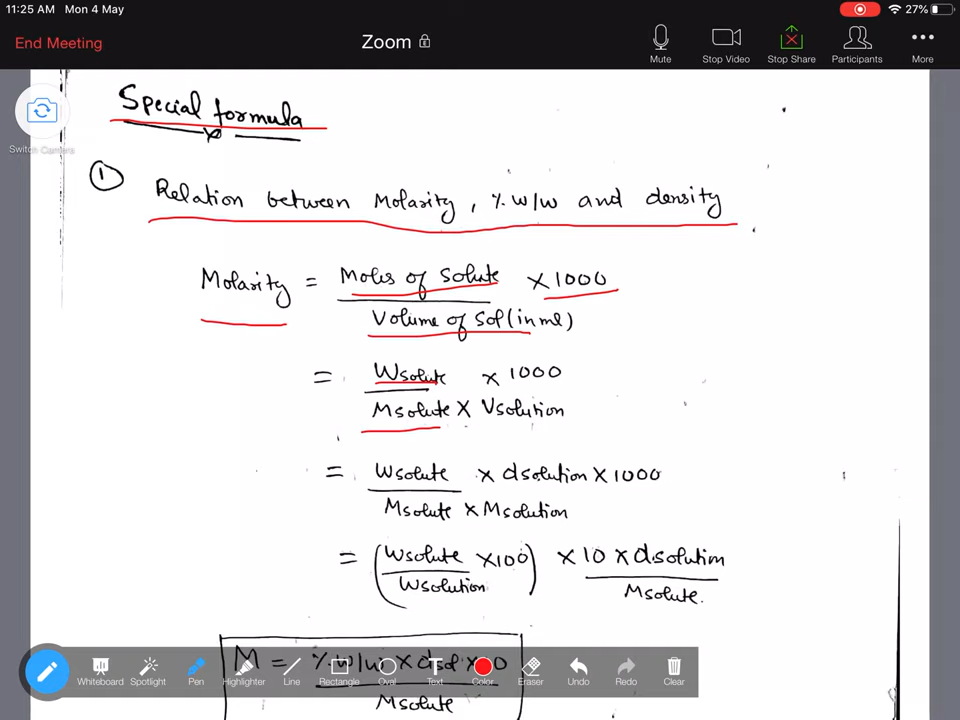 11:25 AM Mon 4 May
27%
End Meeting
Zoom
Mute
Stop Video
Stop Share
Participants
More
Switch Camera
Special formula
① Relation between Molarity, % w/w and density
Molarity = Moles of Solute × 1000
Volume of Sol (in ml)
= Wsolute × 1000
Msolute × Vsolution
= Wsolute × dsolution × 1000
Msolute × Msolution
= (Wsolute × 100) × 10 × dsolution
Wsolution Msolute.
M = % w/w × dsol × 10
Msolute
Whiteboard Spotlight Pen Highlighter Line Rectangle Oval Text Color Eraser Undo Redo Clear